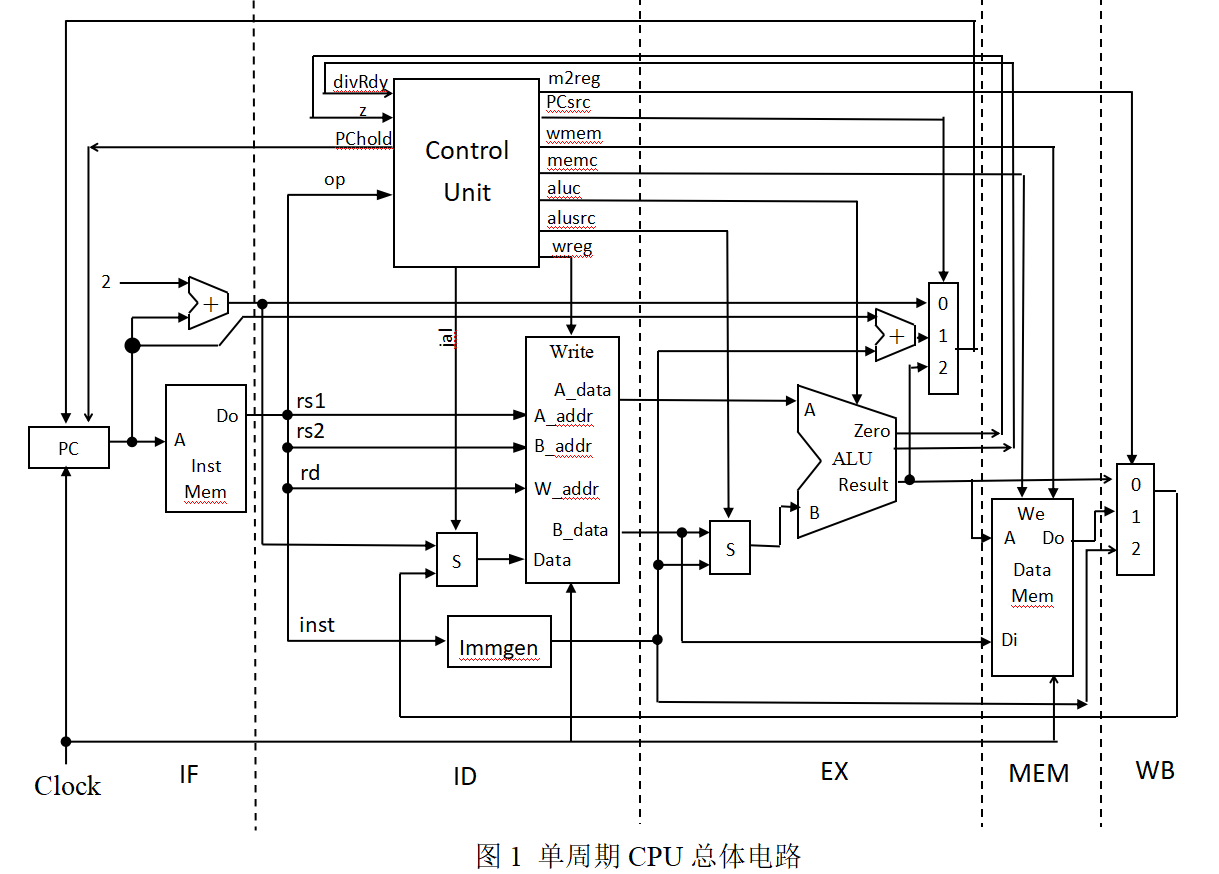 divRdy
z
PChold
op
Control
Unit
m2reg
PCsrc
wmem
memc
aluc
alusrc
wreg
2
+
jal
Write
A_data
A_addr
B_addr
W_addr
B_data
Data
+
0
1
2
PC
Do
A
Inst
Mem
rs1
rs2
rd
inst
S
Immgen
S
A
Zero
ALU
Result
B
We
A Do
Data
Mem
Di
0
1
2
Clock
IF
ID
EX
MEM
WB
图 1 单周期 CPU 总体电路